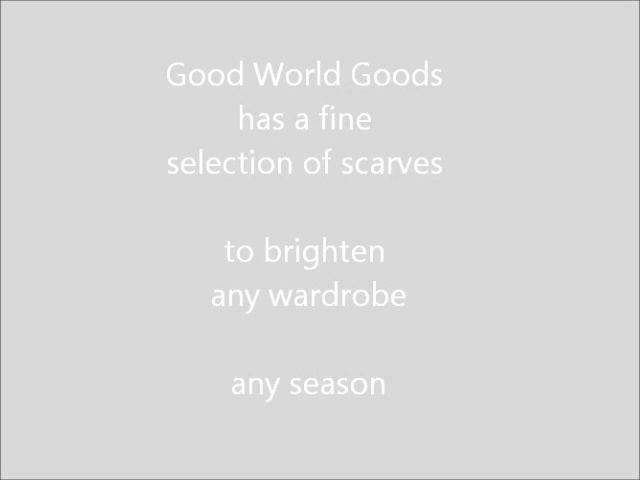 Good World Goods
has a fine
selection of scarves
to brighten
any wardrobe
any season